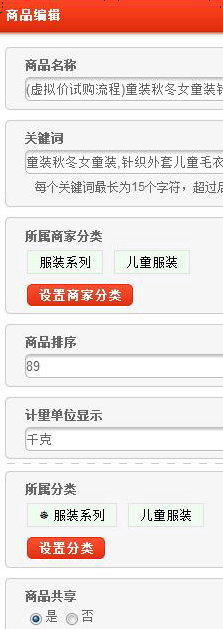 商品编辑
商品名称
(虚拟价试购流程)童装秋冬女童装针
关键词
童装秋冬女童装,针织外套儿童毛衣
每个关键词最长为15个字符，超过后
所属商家分类
服装系列 儿童服装
设置商家分类
商品排序
89
计量单位显示
千克
所属分类
服装系列 儿童服装
设置分类
商品共享
是 否